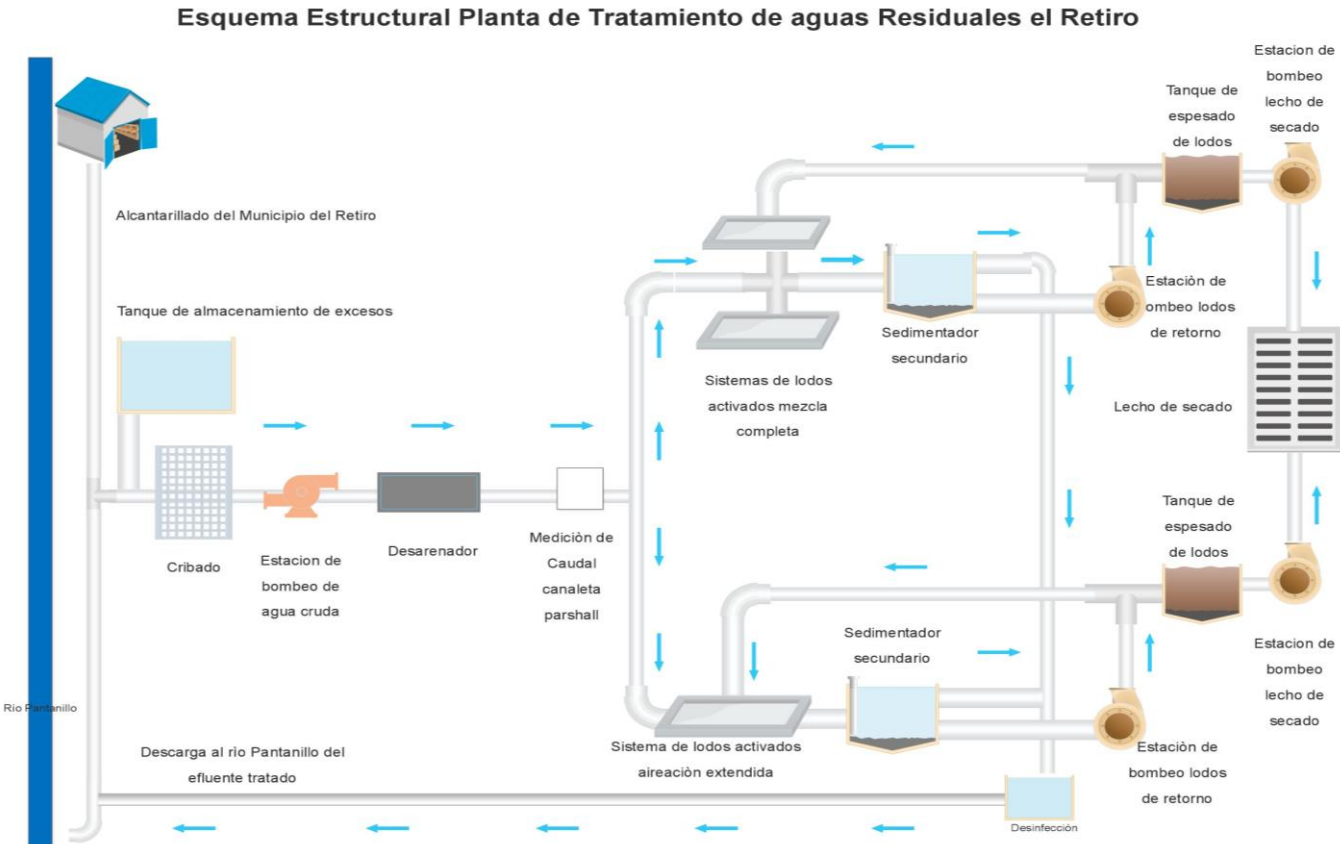 Esquema Estructural Planta de Tratamiento de aguas Residuales el Retiro
Estacion de
bombeo
lecho de
secado
Tanque de
espesado
de lodos
Alcantarillado del Municipio del Retiro
Tanque de almacenamiento de excesos
Estaciòn de
ombeo lodos
de retorno
Sedimentador
secundario
Sistemas de lodos
activados mezcla
completa
Lecho de secado
Cribado
Estacion de
bombeo de
agua cruda
Desarenador
Mediciòn de
Caudal
canaleta
parshall
Tanque de
espesado
de lodos
Sedimentador
secundario
Estacion de
bombeo
lecho de
secado
Rio Pantanillo
Descarga al rio Pantanillo del
efluente tratado
Sistema de lodos activados
aireaciòn extendida
Estaciòn de
bombeo lodos
de retorno
Desinfección